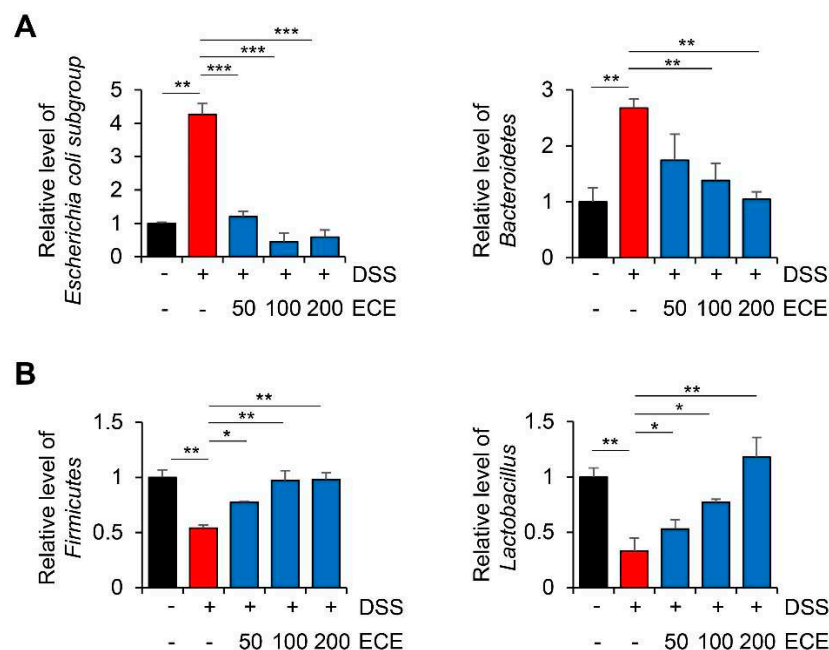 A
Relative level of
Escherichia coli subgroup
5
4
3
2
1
0
**
***
***
***
- + + + + DSS
- - 50 100 200 ECE
Relative level of
Bacteroidetes
3
2
1
0
**
**
**
- + + + + DSS
- - 50 100 200 ECE
B
Relative level of
Firmicutes
1.5
1
0.5
0
**
*
**
**
- + + + + DSS
- - 50 100 200 ECE
Relative level of
Lactobacillus
1.5
1
0.5
0
**
*
*
**
- + + + + DSS
- - 50 100 200 ECE